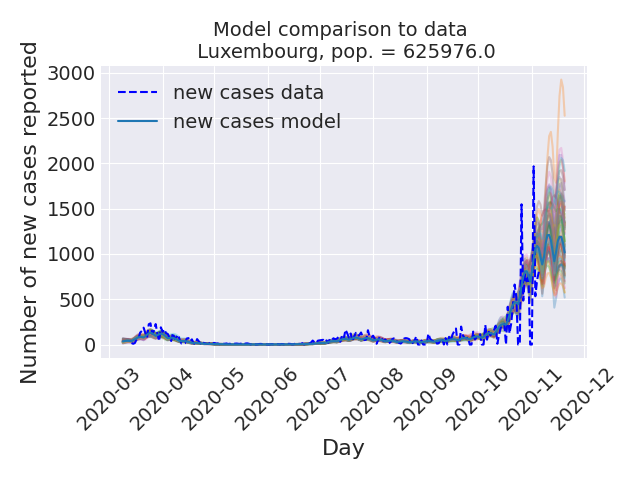 Model comparison to data
Luxembourg, pop. = 625976.0
Number of new cases reported
3000
2500
2000
1500
1000
500
0
new cases data
new cases model
2020-03
2020-04
2020-05
2020-06
2020-07
2020-08
2020-09
2020-10
2020-11
2020-12
Day